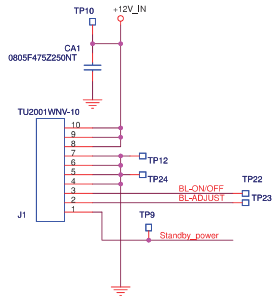 TP10
+12V_IN
CA1
0805F475Z250NT
TU2001WNV-10
10
9
8
7
TP12
6
5
TP24
4
3
BL-ON/OFF
TP22
2
BL-ADJUST
TP23
1
J1
TP9
Standby_power